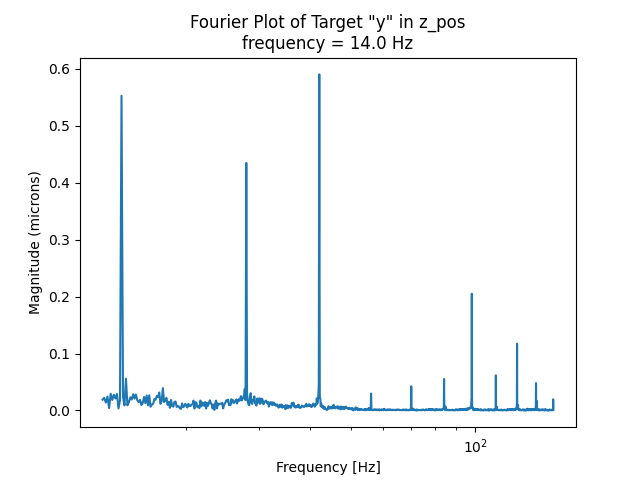 Fourier Plot of Target "y" in z_pos
frequency = 14.0 Hz
Magnitude (microns)
0.6
0.5
0.4
0.3
0.2
0.1
0.0
10²
Frequency [Hz]